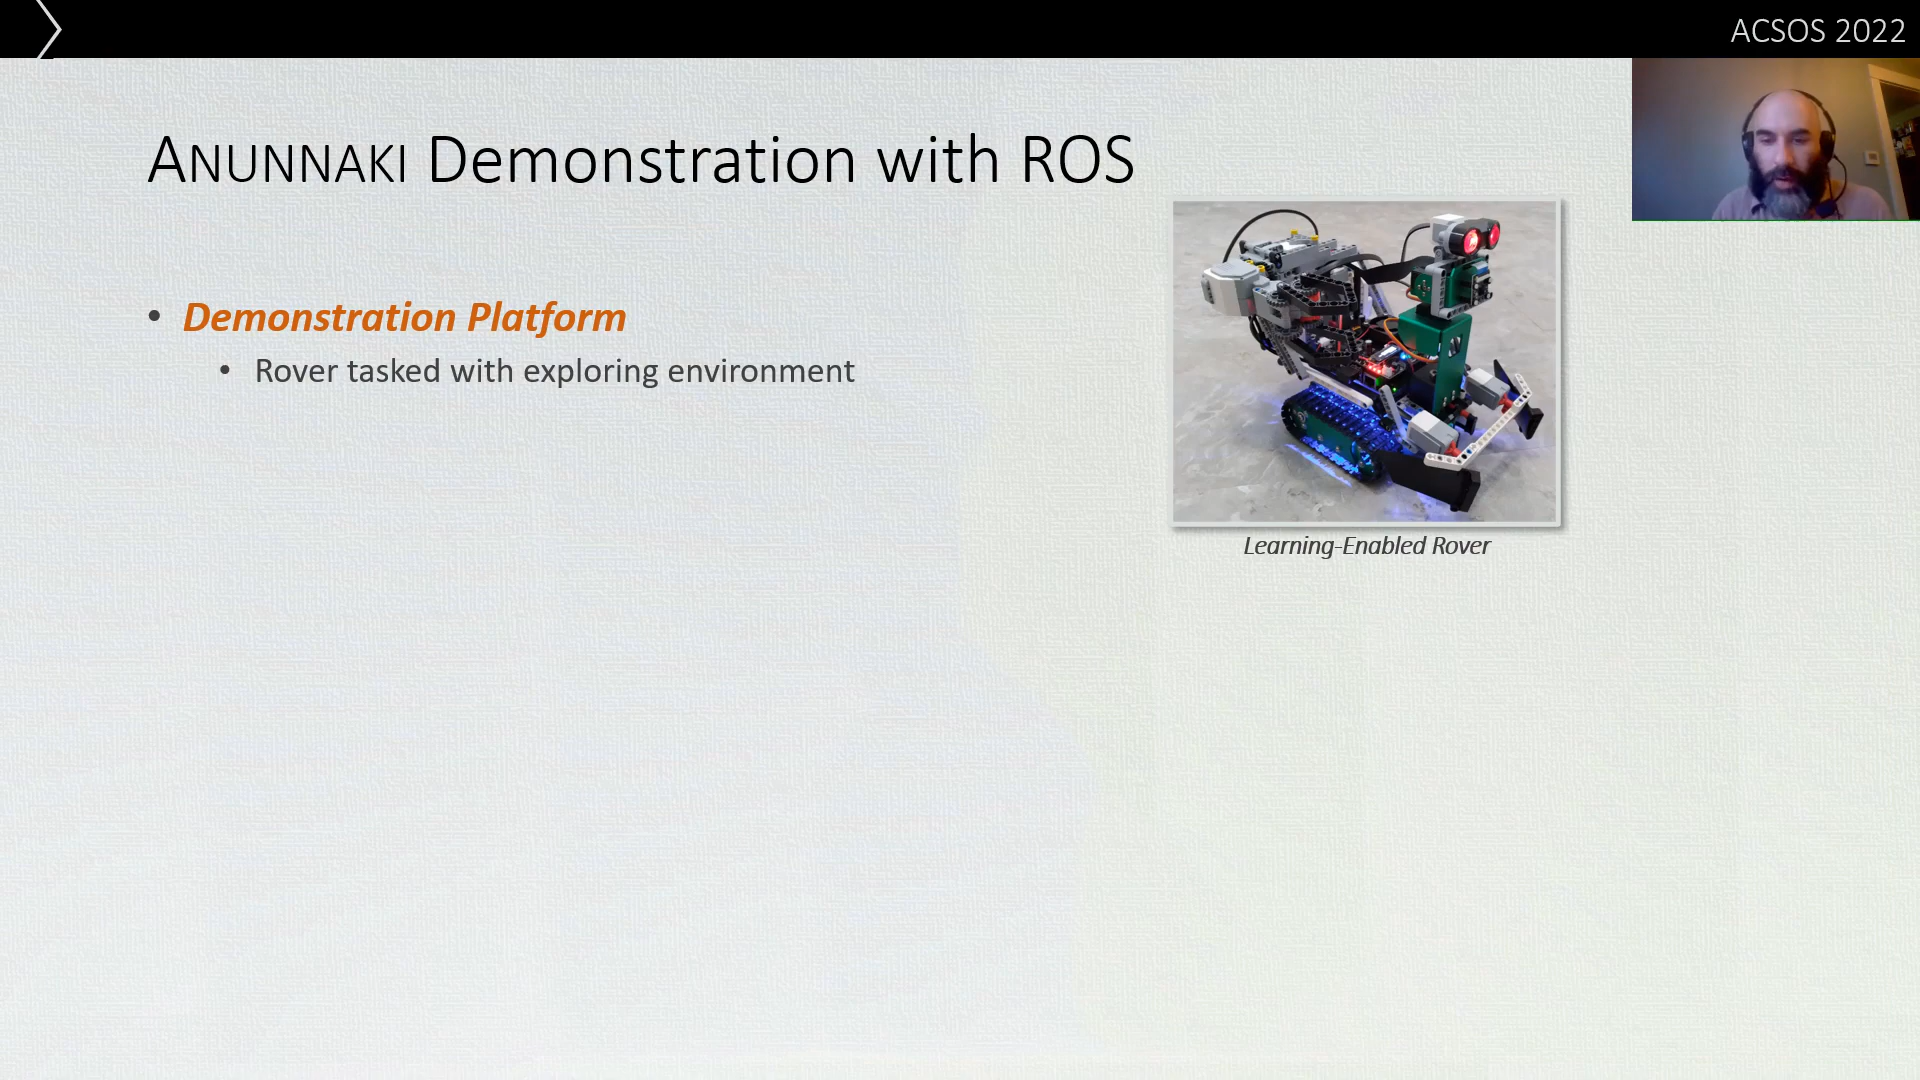 ACSOS 2022
ANUNNAKI Demonstration with ROS
• Demonstration Platform
• Rover tasked with exploring environment
Learning-Enabled Rover